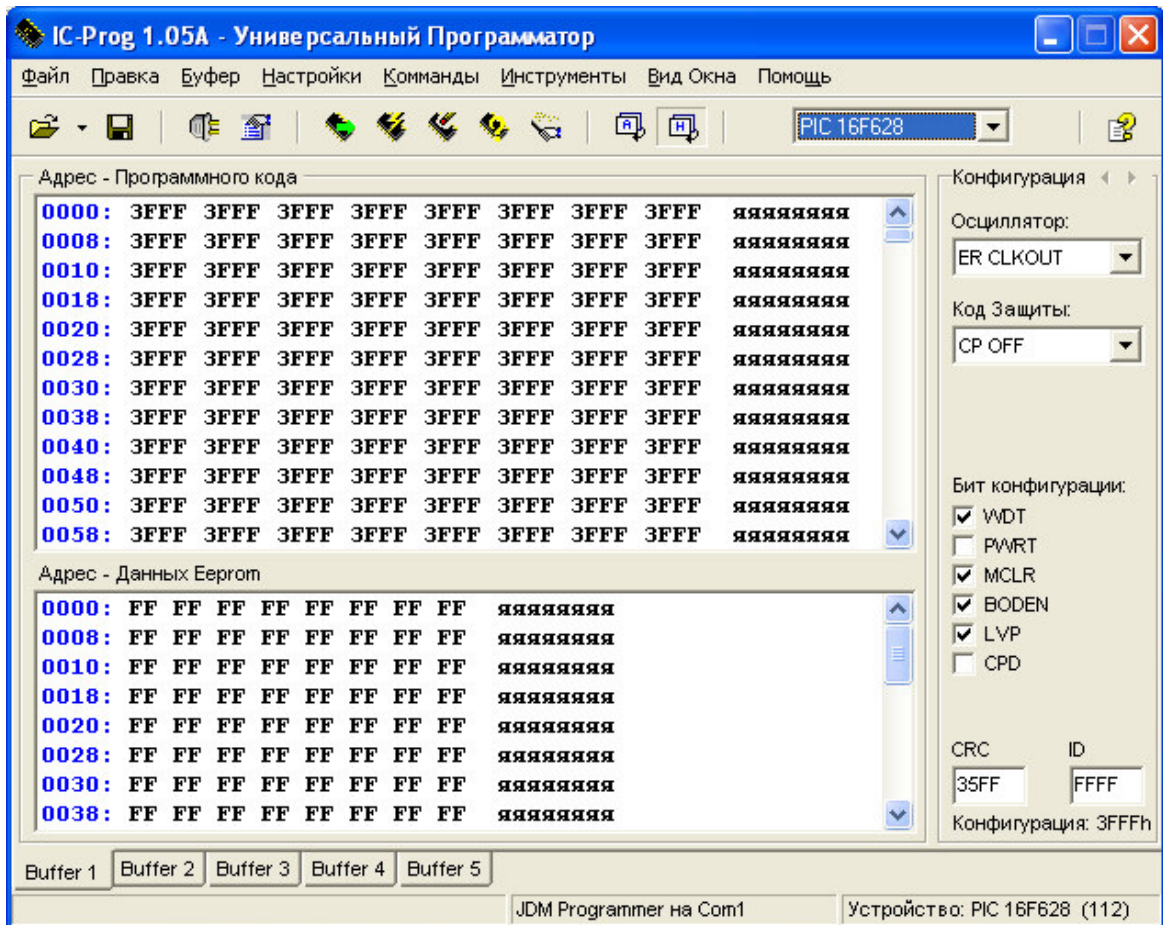 IC-Prog 1.05A - Универсальный Программатор
Файл Правка Буфер Настройки Комманды Инструменты Вид Окна Помощь
PIC 16F628
Адрес - Программного кода
0000: 3FFF 3FFF 3FFF 3FFF 3FFF 3FFF 3FFF 3FFF яяяяяяяя
0008: 3FFF 3FFF 3FFF 3FFF 3FFF 3FFF 3FFF 3FFF яяяяяяяя
0010: 3FFF 3FFF 3FFF 3FFF 3FFF 3FFF 3FFF 3FFF яяяяяяяя
0018: 3FFF 3FFF 3FFF 3FFF 3FFF 3FFF 3FFF 3FFF яяяяяяяя
0020: 3FFF 3FFF 3FFF 3FFF 3FFF 3FFF 3FFF 3FFF яяяяяяяя
0028: 3FFF 3FFF 3FFF 3FFF 3FFF 3FFF 3FFF 3FFF яяяяяяяя
0030: 3FFF 3FFF 3FFF 3FFF 3FFF 3FFF 3FFF 3FFF яяяяяяяя
0038: 3FFF 3FFF 3FFF 3FFF 3FFF 3FFF 3FFF 3FFF яяяяяяяя
0040: 3FFF 3FFF 3FFF 3FFF 3FFF 3FFF 3FFF 3FFF яяяяяяяя
0048: 3FFF 3FFF 3FFF 3FFF 3FFF 3FFF 3FFF 3FFF яяяяяяяя
0050: 3FFF 3FFF 3FFF 3FFF 3FFF 3FFF 3FFF 3FFF яяяяяяяя
0058: 3FFF 3FFF 3FFF 3FFF 3FFF 3FFF 3FFF 3FFF яяяяяяяя
Адрес - Данных Eeprom
0000: FF FF FF FF FF FF FF FF яяяяяяяя
0008: FF FF FF FF FF FF FF FF яяяяяяяя
0010: FF FF FF FF FF FF FF FF яяяяяяяя
0018: FF FF FF FF FF FF FF FF яяяяяяяя
0020: FF FF FF FF FF FF FF FF яяяяяяяя
0028: FF FF FF FF FF FF FF FF яяяяяяяя
0030: FF FF FF FF FF FF FF FF яяяяяяяя
0038: FF FF FF FF FF FF FF FF яяяяяяяя
Конфигурация
Осциллятор:
ER CLKOUT
Код Защиты:
CP OFF
Бит конфигурации:
WDT
PWRT
MCLR
BODEN
LVP
CPD
CRC ID
35FF FFFF
Конфигурация: 3FFFh
Buffer 1 Buffer 2 Buffer 3 Buffer 4 Buffer 5
JDM Programmer на Com1 Устройство: PIC 16F628 (112)